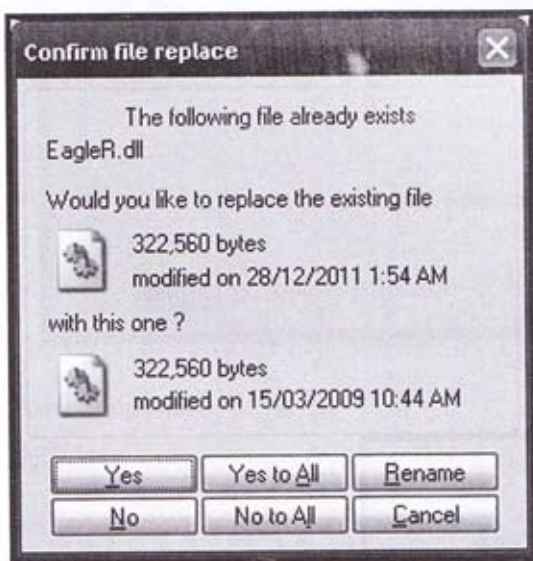 Confirm file replace
The following file already exists
EagleR.dll
Would you like to replace the existing file
322,560 bytes
modified on 28/12/2011 1:54 AM
with this one ?
322,560 bytes
modified on 15/03/2009 10:44 AM
Yes Yes to All Rename
No No to All Cancel